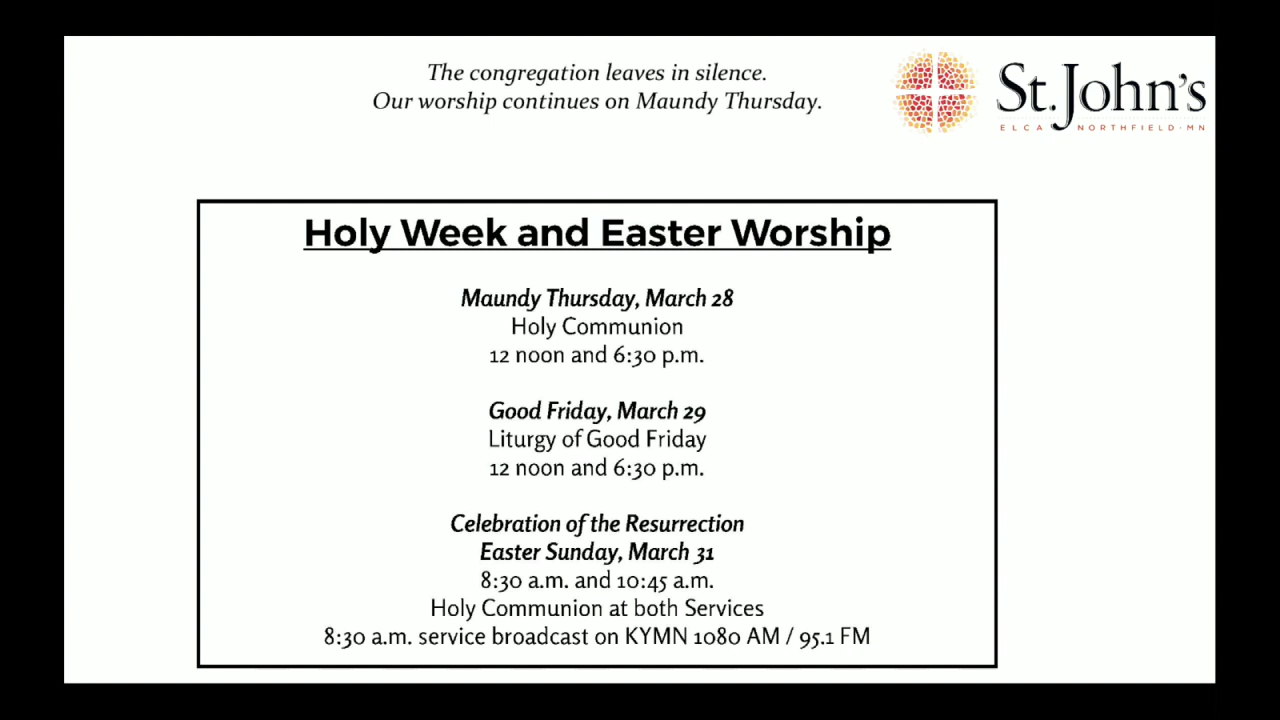 The congregation leaves in silence.
Our worship continues on Maundy Thursday.
St. John's
ELCA NORTHFIELD·MN
Holy Week and Easter Worship
Maundy Thursday, March 28
Holy Communion
12 noon and 6:30 p.m.
Good Friday, March 29
Liturgy of Good Friday
12 noon and 6:30 p.m.
Celebration of the Resurrection
Easter Sunday, March 31
8:30 a.m. and 10:45 a.m.
Holy Communion at both Services
8:30 a.m. service broadcast on KYMN 1080 AM / 95.1 FM